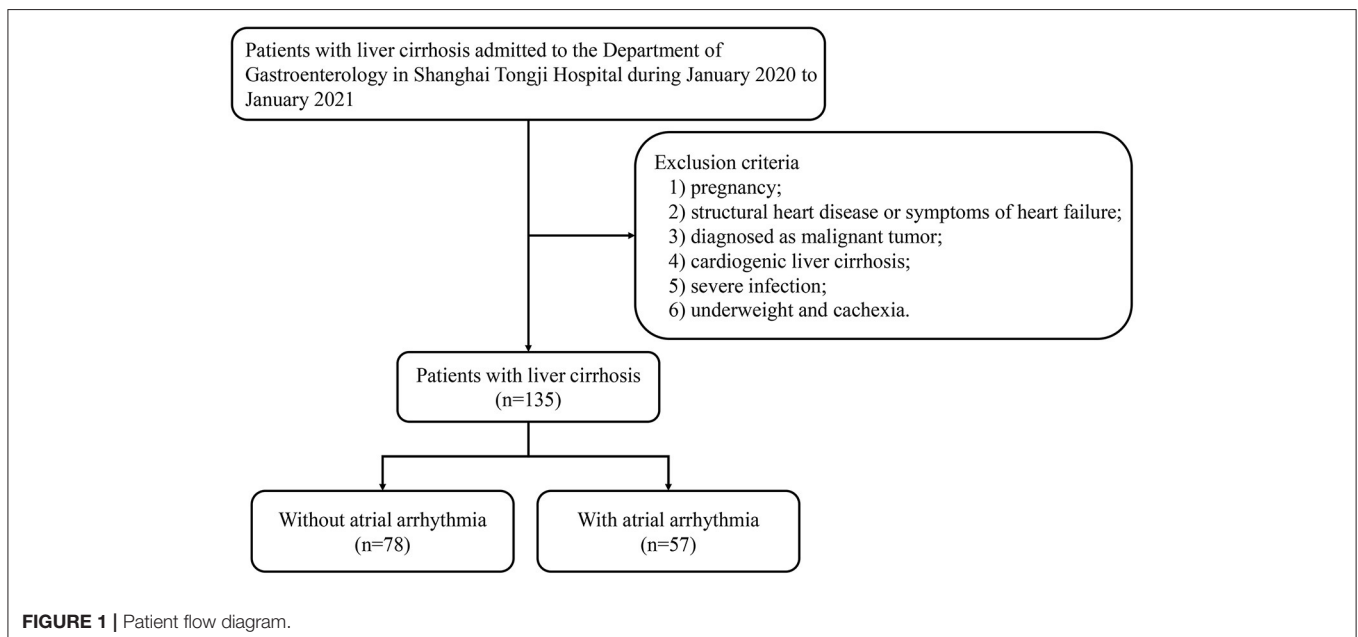 Patients with liver cirrhosis admitted to the Department of
Gastroenterology in Shanghai Tongji Hospital during January 2020 to
January 2021
Exclusion criteria
1) pregnancy;
2) structural heart disease or symptoms of heart failure;
3) diagnosed as malignant tumor;
4) cardiogenic liver cirrhosis;
5) severe infection;
6) underweight and cachexia.
Patients with liver cirrhosis
(n=135)
Without atrial arrhythmia
(n=78)
With atrial arrhythmia
(n=57)
FIGURE 1 | Patient flow diagram.